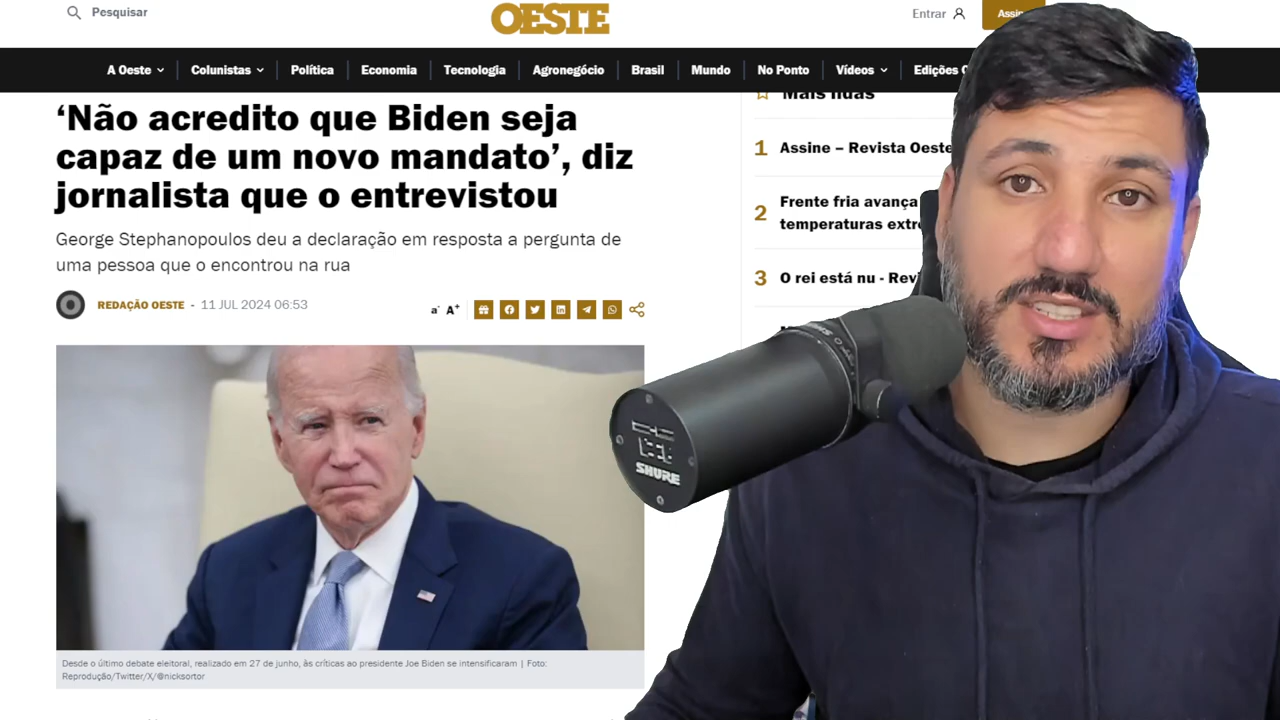 Pesquisar
OESTE
Entrar
A Oeste
Colunistas
Política
Economia
Tecnologia
Agronegócio
Brasil
Mundo
No Ponto
Vídeos
Edições
‘Não acredito que Biden seja
capaz de um novo mandato’, diz
jornalista que o entrevistou
George Stephanopoulos deu a declaração em resposta a pergunta de
uma pessoa que o encontrou na rua
REDAÇÃO OESTE - 11 JUL 2024 06:53
a- A+
Desde o último debate eleitoral, realizado em 27 de junho, às críticas ao presidente Joe Biden se intensificaram | Foto:
Reprodução/Twitter/X/@nicksortor
Mais lidas
1 Assine – Revista Oeste
2 Frente fria avança
temperaturas
3 O rei está nu -
SHURE